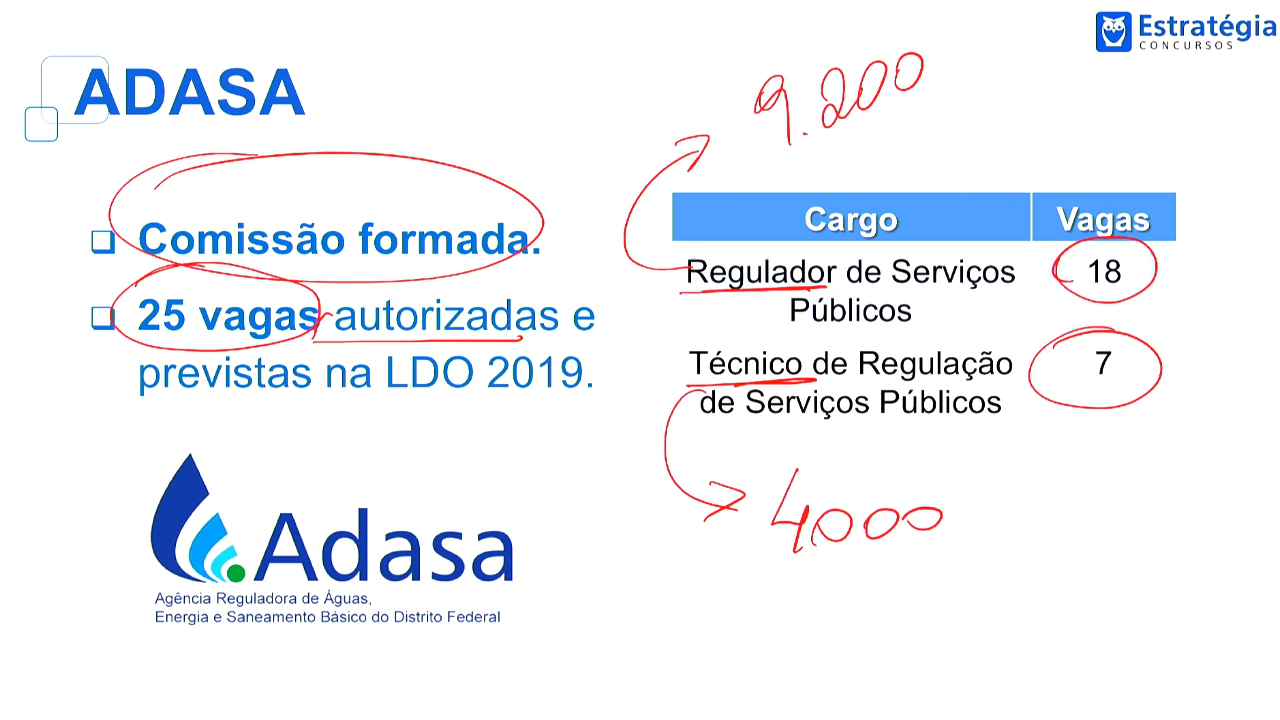 Estratégia
CONCURSOS
ADASA
9.200
Comissão formada.
25 vagas autorizadas e
previstas na LDO 2019.
Cargo Vagas
Regulador de Serviços 18
Públicos
Técnico de Regulação 7
de Serviços Públicos
4.000
Adasa
Agência Reguladora de Águas,
Energia e Saneamento Básico do Distrito Federal